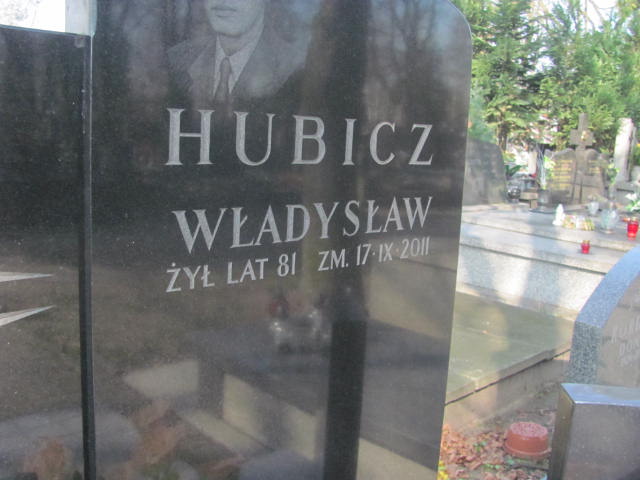 HUBICZ
WŁADYSŁAW
ŻYŁ LAT 81 ZM. 17·IX·2011